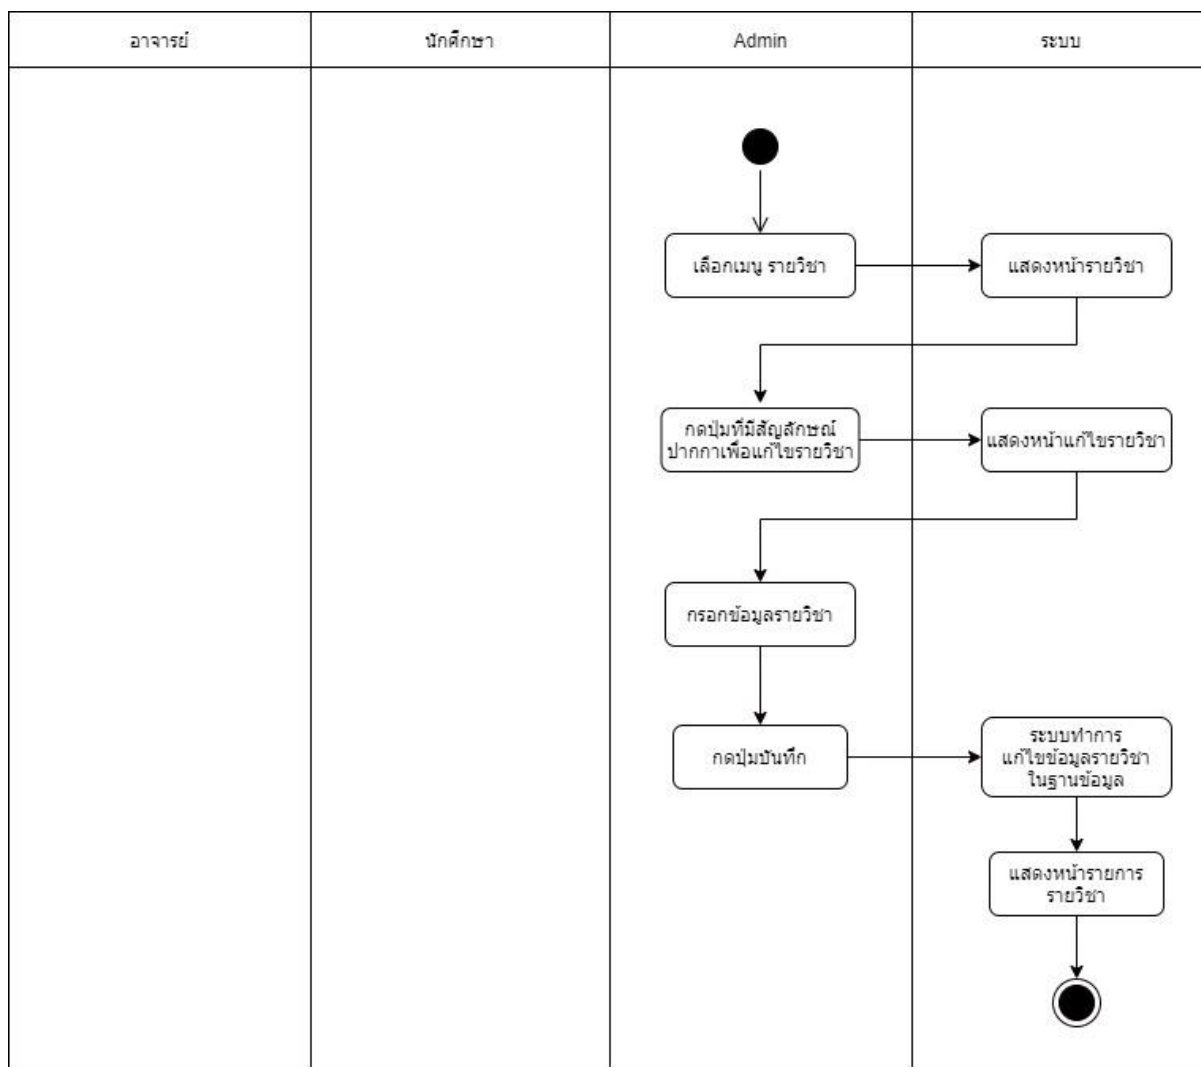 อาจารย์
นักศึกษา
Admin
ระบบ
เลือกเมนู รายวิชา
แสดงหน้ารายวิชา
กดปุ่มที่มีสัญลักษณ์
ปากกาเพื่อแก้ไขรายวิชา
แสดงหน้าแก้ไขรายวิชา
กรอกข้อมูลรายวิชา
กดปุ่มบันทึก
ระบบทำการ
แก้ไขข้อมูลรายวิชา
ในฐานข้อมูล
แสดงหน้ารายการ
รายวิชา